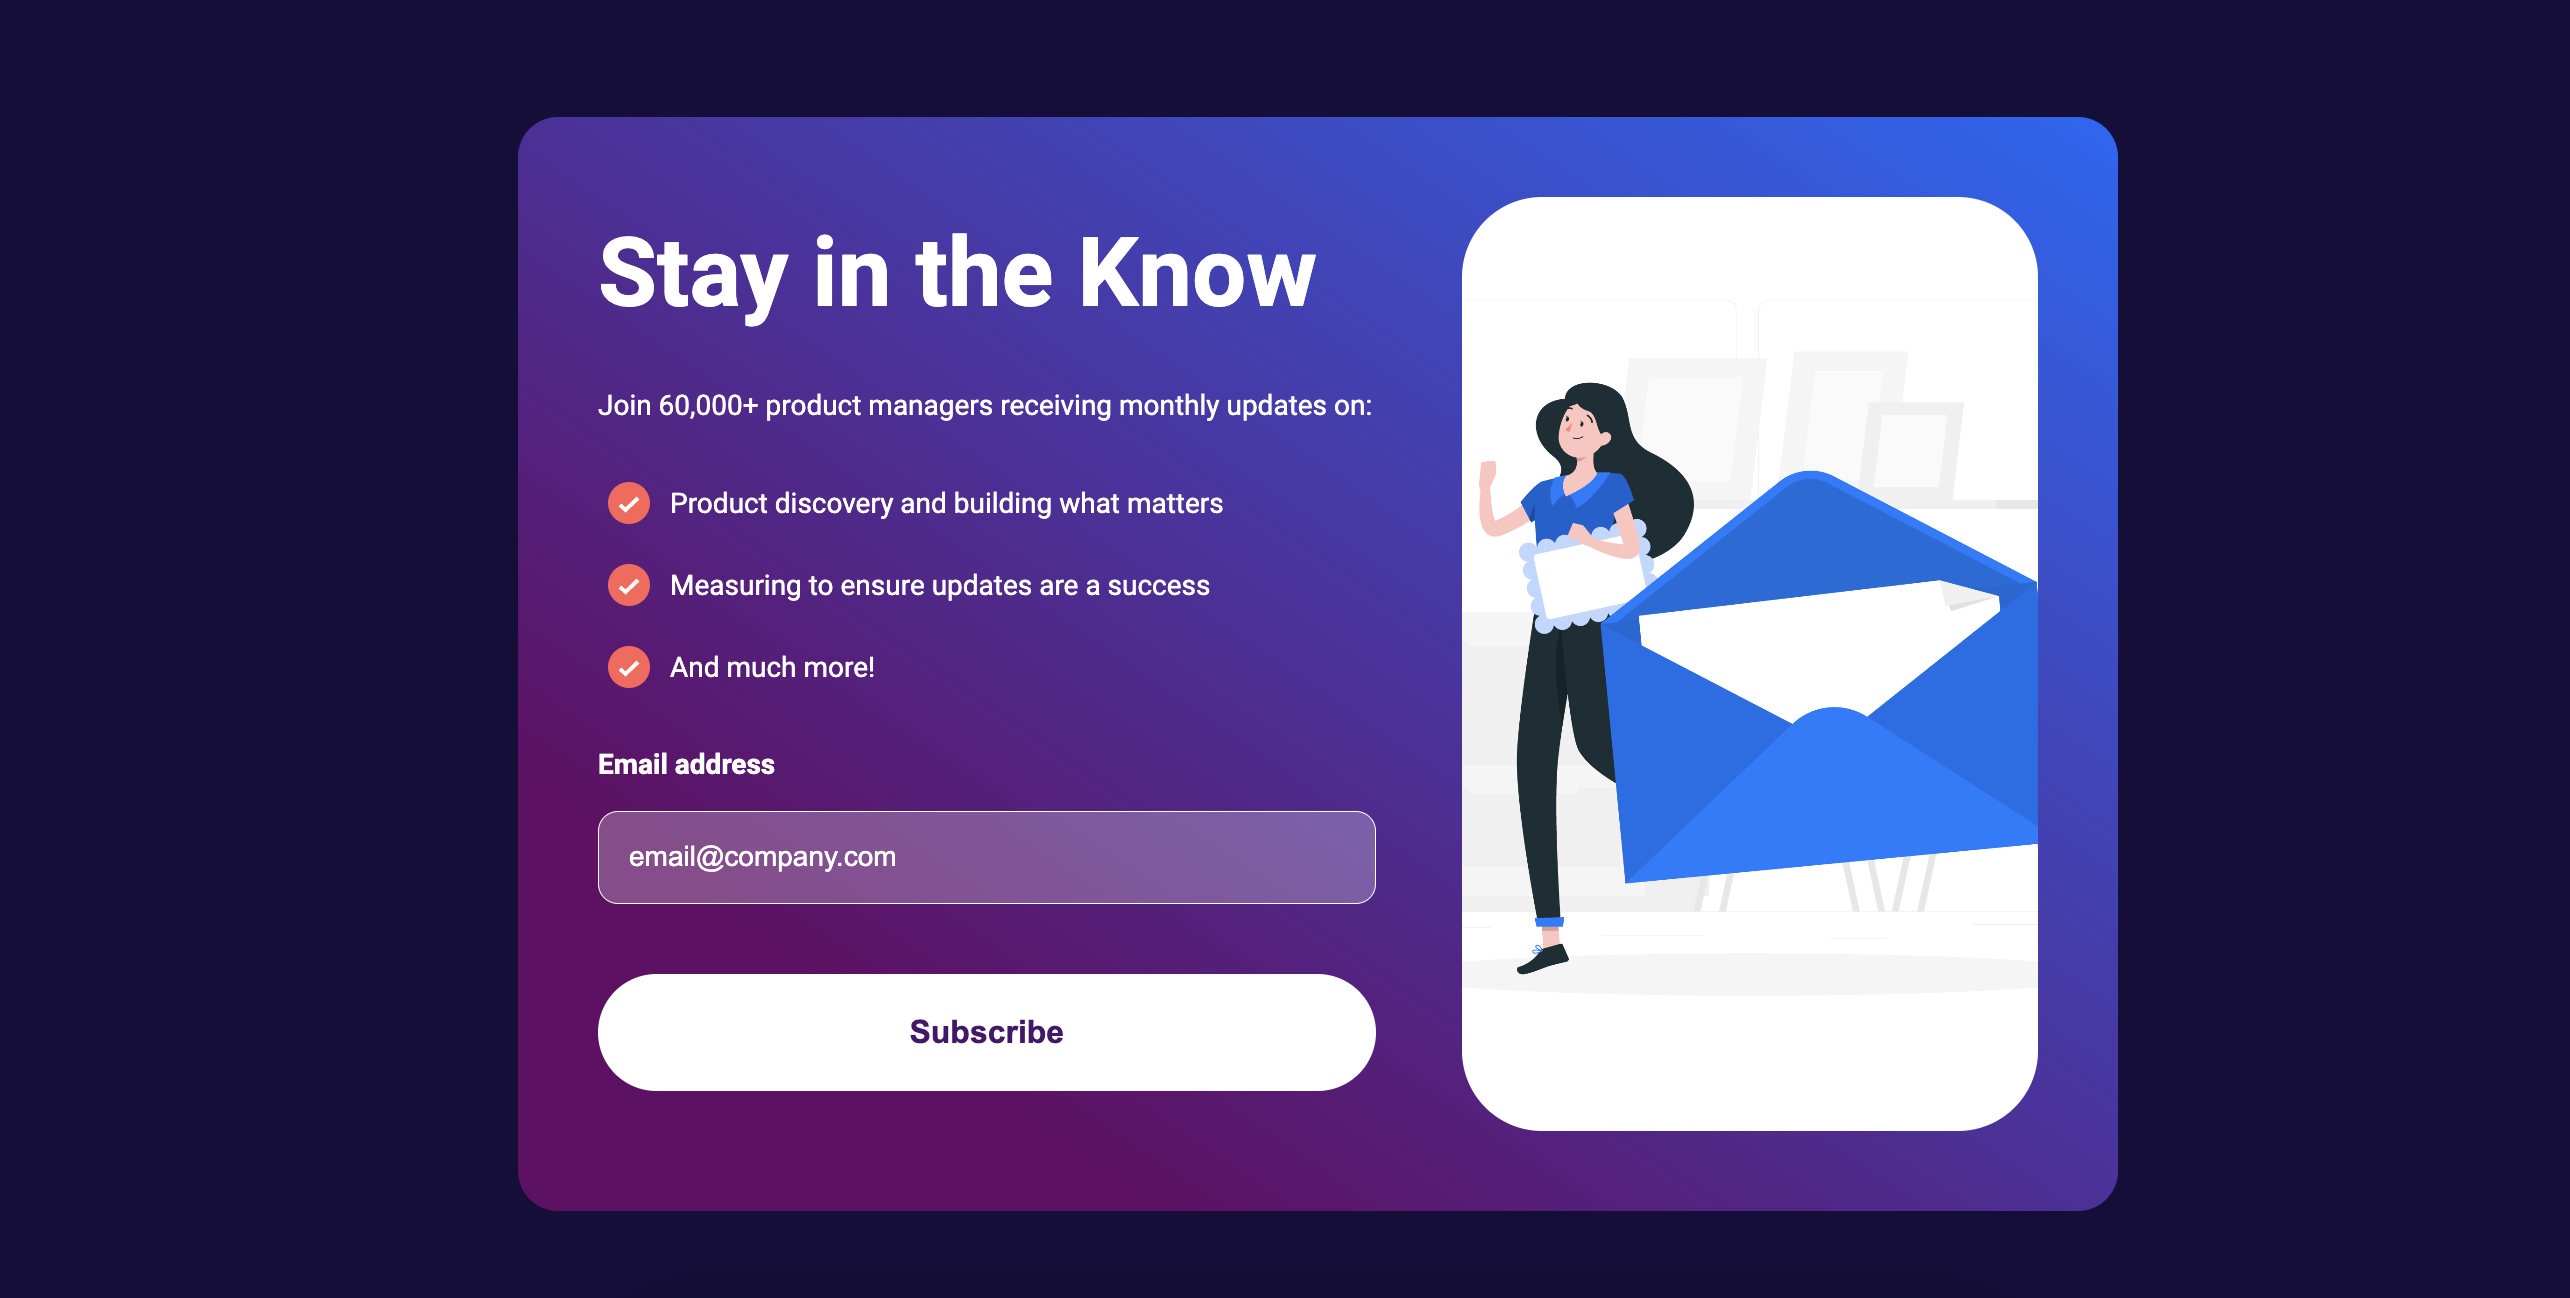 Stay in the Know
Join 60,000+ product managers receiving monthly updates on:
Product discovery and building what matters
Measuring to ensure updates are a success
And much more!
Email address
email@company.com
Subscribe